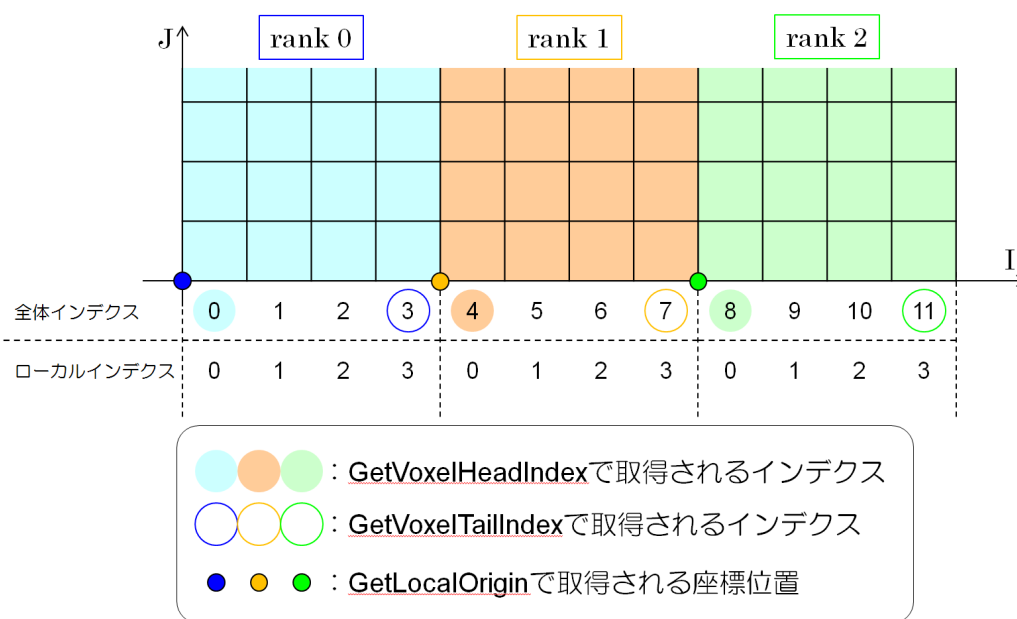 J
rank 0
rank 1
rank 2
I
全体インデクス 0 1 2 3 4 5 6 7 8 9 10 11
ローカルインデクス 0 1 2 3 0 1 2 3 0 1 2 3
：GetVoxelHeadIndexで取得されるインデクス
：GetVoxelTailIndexで取得されるインデクス
：GetLocalOriginで取得される座標位置